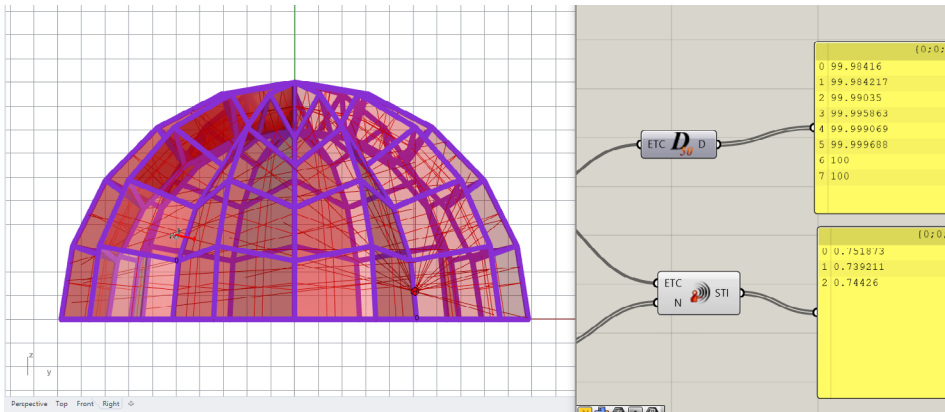 z
y
Perspective Top Front Right
ETC D50 D
{0;0;
0 99.98416
1 99.984217
2 99.99035
3 99.995863
4 99.999069
5 99.999688
6 100
7 100
ETC
N
STI
{0;0,
0 0.751873
1 0.739211
2 0.74426